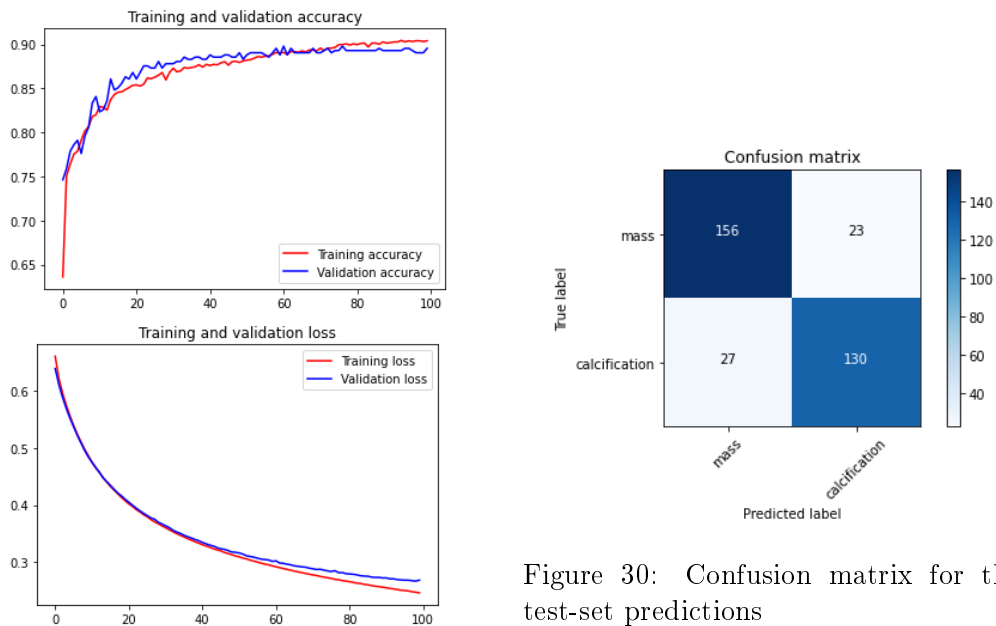 Training and validation accuracy
0.90
0.85
0.80
0.75
0.70
0.65
Training accuracy
Validation accuracy
0 20 40 60 80 100
Training and validation loss
Training loss
Validation loss
0.6
0.5
0.4
0.3
0 20 40 60 80 100
Confusion matrix
True label
mass
156 23
calcification
27 130
mass
calcification
Predicted label
140
120
100
80
60
40
Figure 30: Confusion matrix for
test-set predictions